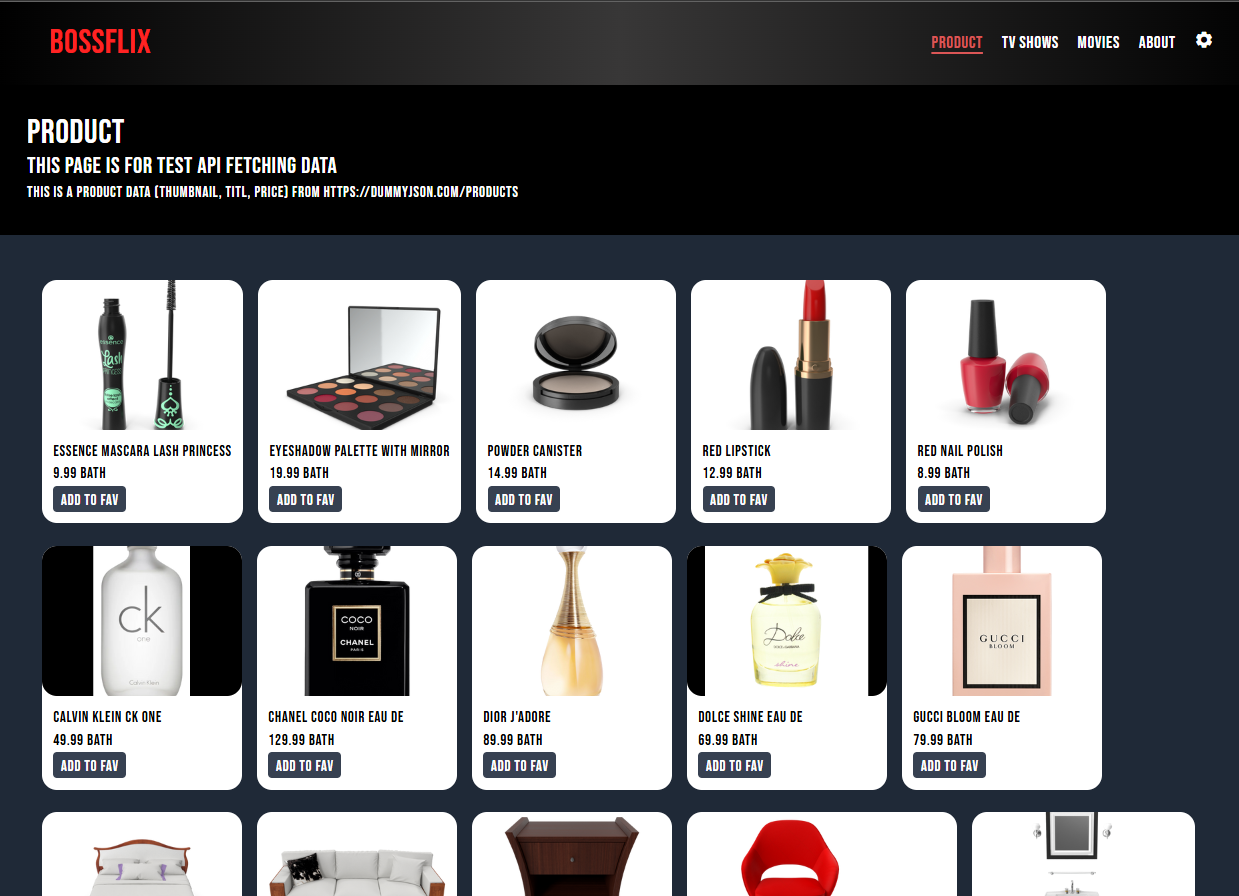 BOSSFLIX
PRODUCT TV SHOWS MOVIES ABOUT
PRODUCT
THIS PAGE IS FOR TEST API FETCHING DATA
THIS IS A PRODUCT DATA (THUMBNAIL, TITL, PRICE) FROM HTTPS://DUMMYJSON.COM/PRODUCTS
essence
Lash
ESSENCE MASCARA LASH PRINCESS
9.99 BATH
ADD TO FAV
EYESHADOW PALETTE WITH MIRROR
19.99 BATH
ADD TO FAV
POWDER CANISTER
14.99 BATH
ADD TO FAV
RED LIPSTICK
12.99 BATH
ADD TO FAV
RED NAIL POLISH
8.99 BATH
ADD TO FAV
ck
one
Calvin Klein
CALVIN KLEIN CK ONE
49.99 BATH
ADD TO FAV
COCO
NOIR
CHANEL
PARIS
CHANEL COCO NOIR EAU DE
129.99 BATH
ADD TO FAV
DIOR J'ADORE
89.99 BATH
ADD TO FAV
Dolce
shine
DOLCE SHINE EAU DE
69.99 BATH
ADD TO FAV
GUCCI
BLOOM
GUCCI BLOOM EAU DE
79.99 BATH
ADD TO FAV